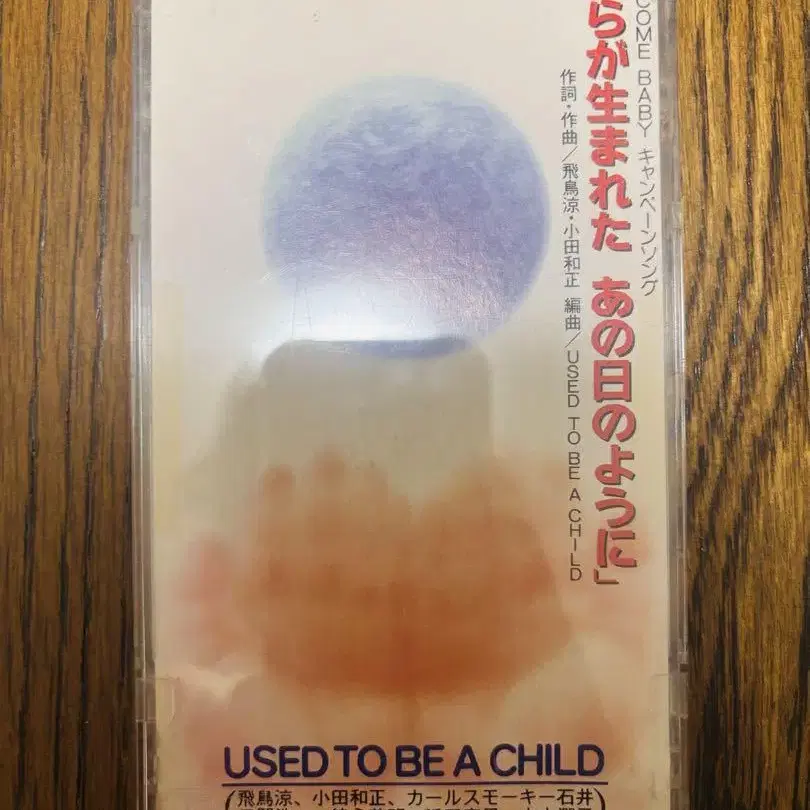 COME BABY キャンペーンソング
らが生まれた あの日のように」
作詞・作曲／飛鳥涼・小田和正 編曲／USED TO BE A CHILD
USED TO BE A CHILD
(飛鳥涼、小田和正、カールスモーキー石井